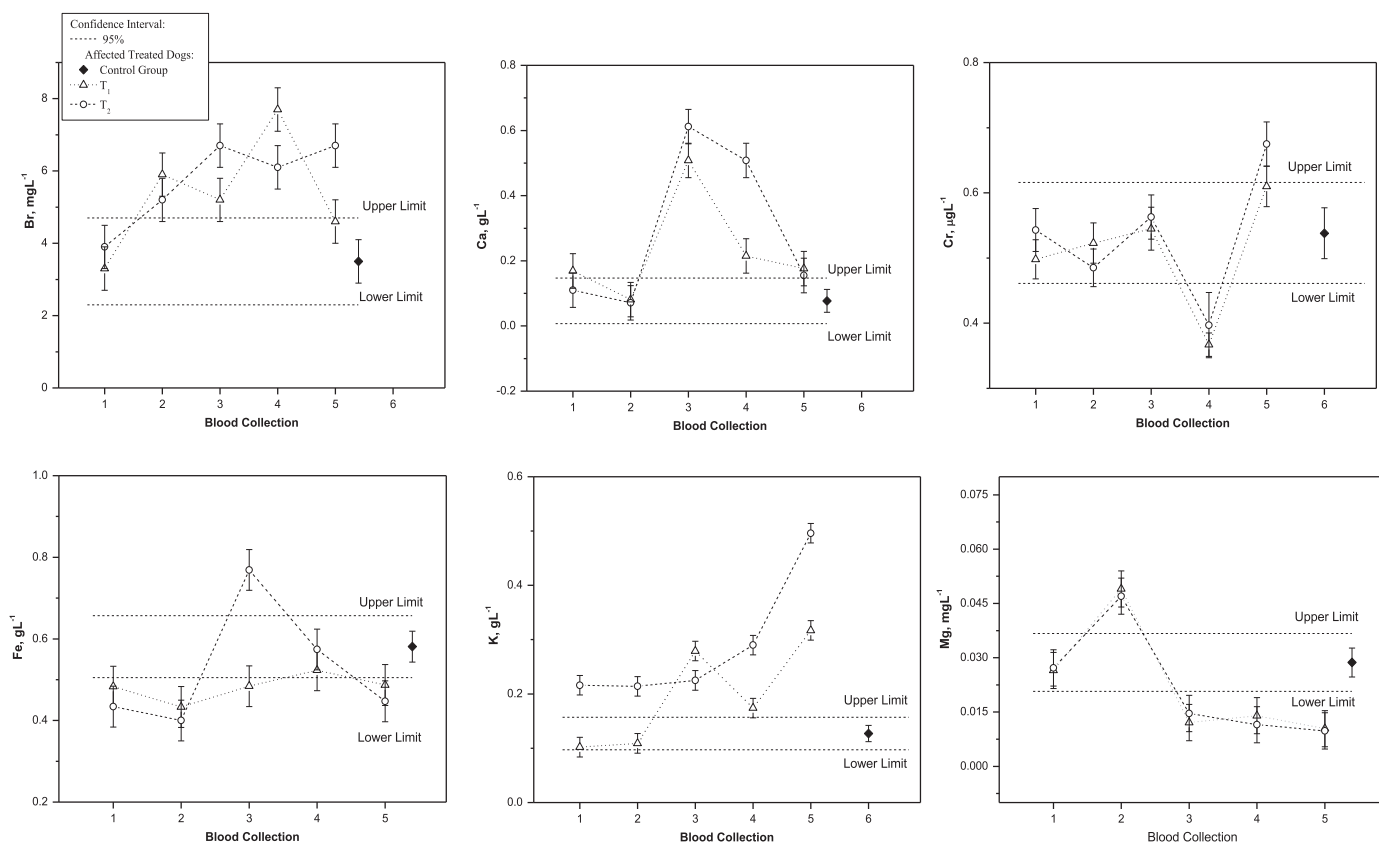 Confidence Interval:
95%
Affected Treated Dogs:
Control Group
T1
T2
8
6
4
2
0
Br, mgL-1
Upper Limit
Lower Limit
1 2 3 4 5 6
Blood Collection
0.8
0.6
0.4
0.2
0.0
-0.2
Ca, gL-1
Upper Limit
Lower Limit
1 2 3 4 5 6
Blood Collection
0.8
0.6
0.4
Cr, µgL-1
Upper Limit
Lower Limit
1 2 3 4 5 6
Blood Collection
1.0
0.8
0.6
0.4
0.2
Fe, gL-1
Upper Limit
Lower Limit
1 2 3 4 5
Blood Collection
0.6
0.4
0.2
0.0
K, gL-1
Upper Limit
Lower Limit
1 2 3 4 5 6
Blood Collection
0.075
0.060
0.045
0.030
0.015
0.000
Mg, mgL-1
Upper Limit
Lower Limit
1 2 3 4 5
Blood Collection